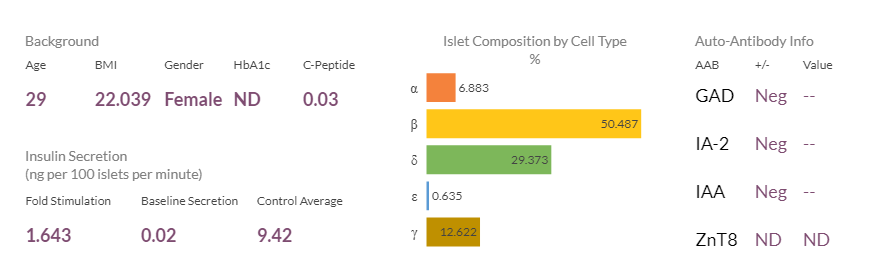 Background
Age BMI Gender HbA1c C-Peptide
29 22.039 Female ND 0.03
Insulin Secretion
(ng per 100 islets per minute)
Fold Stimulation Baseline Secretion Control Average
1.643 0.02 9.42
Islet Composition by Cell Type
%
α 6.883
β 50.487
δ 29.373
ε 0.635
γ 12.622
Auto-Antibody Info
AAB +/- Value
GAD Neg --
IA-2 Neg --
IAA Neg --
ZnT8 ND ND